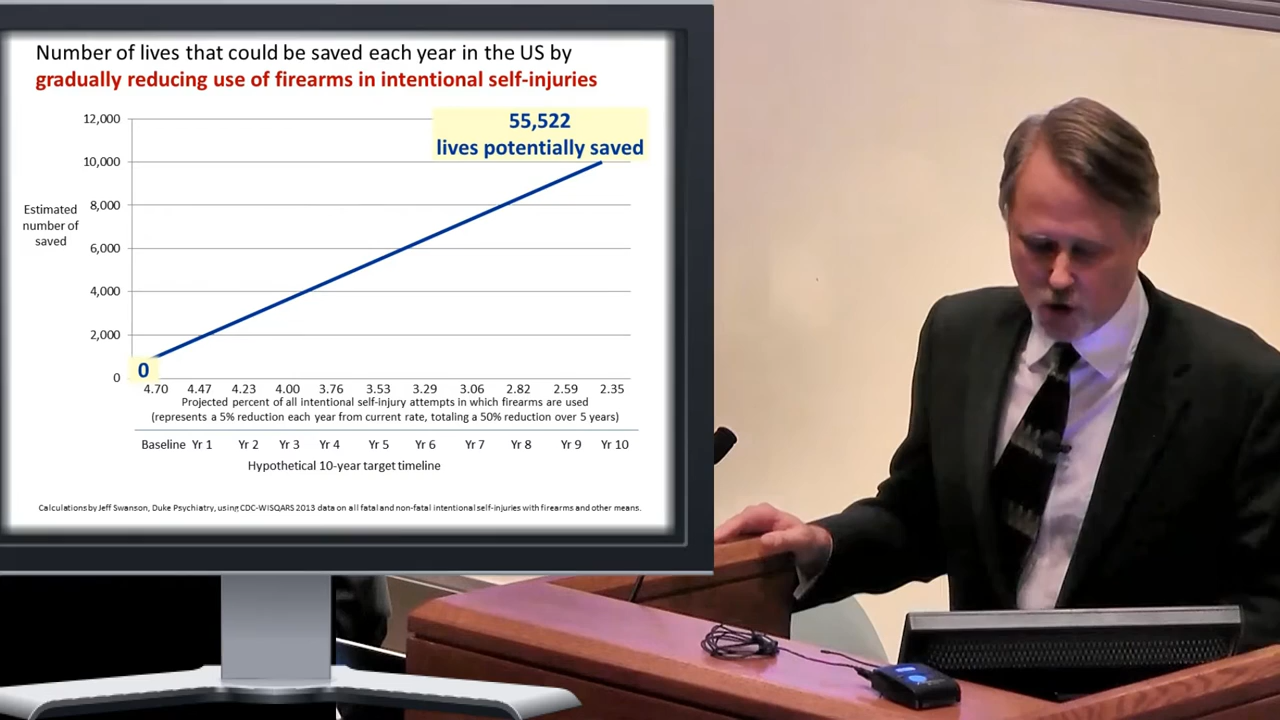 Number of lives that could be saved each year in the US by
gradually reducing use of firearms in intentional self-injuries
55,522
lives potentially saved
12,000
10,000
8,000
6,000
4,000
2,000
0
Estimated
number of
saved
0
4.70 4.47 4.23 4.00 3.76 3.53 3.29 3.06 2.82 2.59 2.35
Projected percent of all intentional self-injury attempts in which firearms are used
(represents a 5% reduction each year from current rate, totaling a 50% reduction over 5 years)
Baseline Yr 1 Yr 2 Yr 3 Yr 4 Yr 5 Yr 6 Yr 7 Yr 8 Yr 9 Yr 10
Hypothetical 10-year target timeline
Calculations by Jeff Swanson, Duke Psychiatry, using CDC-WISQARS 2013 data on all fatal and non-fatal intentional self-injuries with firearms and other means.